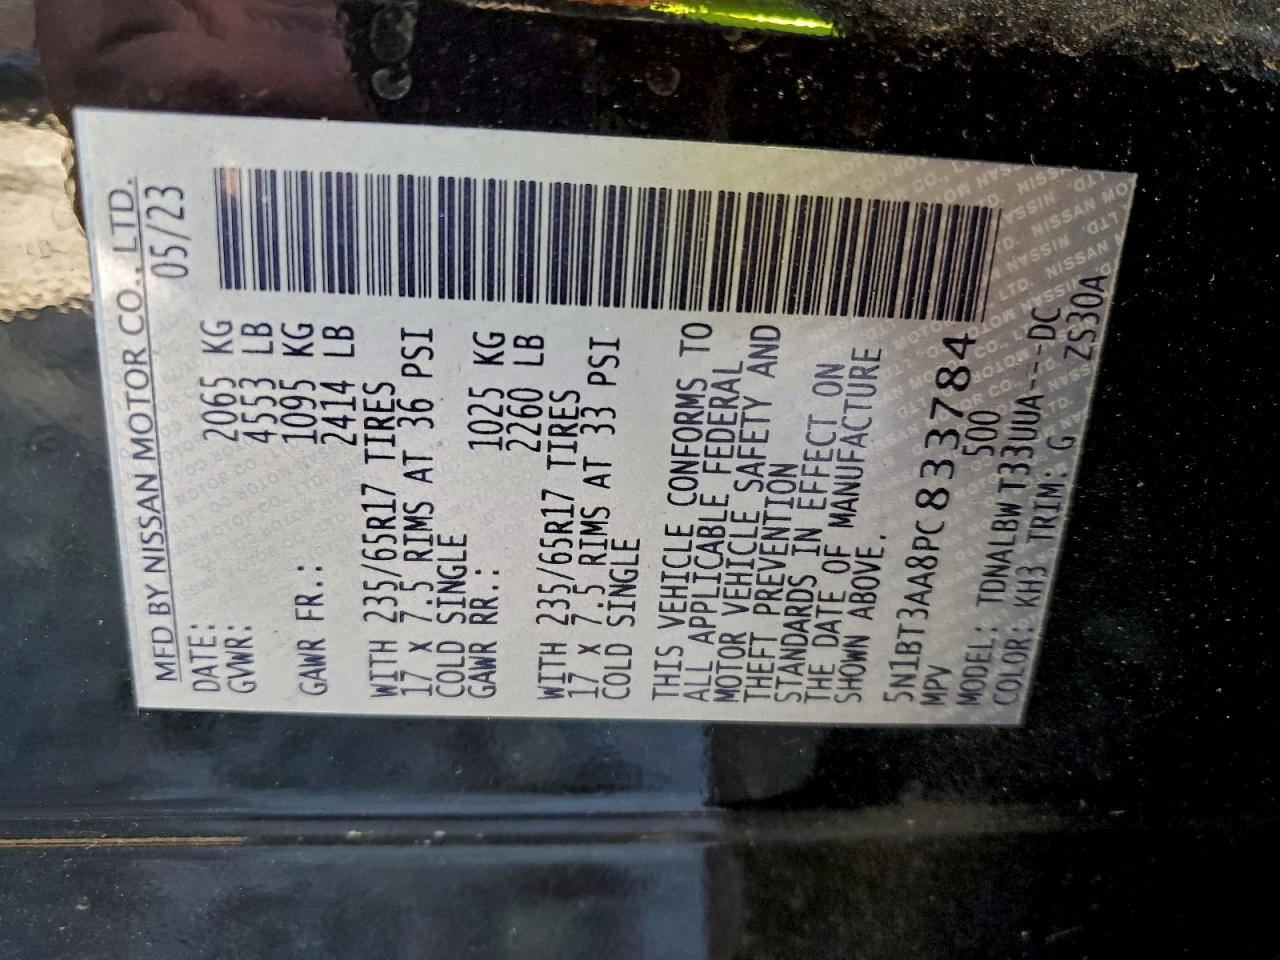 MFD BY NISSAN MOTOR CO., LTD.
DATE: 05/23
GVWR: 2065 KG
4553 LB
GAWR FR.: 1095 KG
2414 LB
WITH 235/65R17 TIRES
17 X 7.5 RIMS AT 36 PSI
COLD SINGLE
GAWR RR.: 1025 KG
2260 LB
WITH 235/65R17 TIRES
17 X 7.5 RIMS AT 33 PSI
COLD SINGLE
THIS VEHICLE CONFORMS TO
ALL APPLICABLE FEDERAL
MOTOR VEHICLE SAFETY AND
THEFT PREVENTION
STANDARDS IN EFFECT ON
THE DATE OF MANUFACTURE
SHOWN ABOVE.
5N1BT3AA8PC833784
MPV 500
MODEL: TDNALBWT33UUA--DC
COLOR: KH3 TRIM: G ZS30A